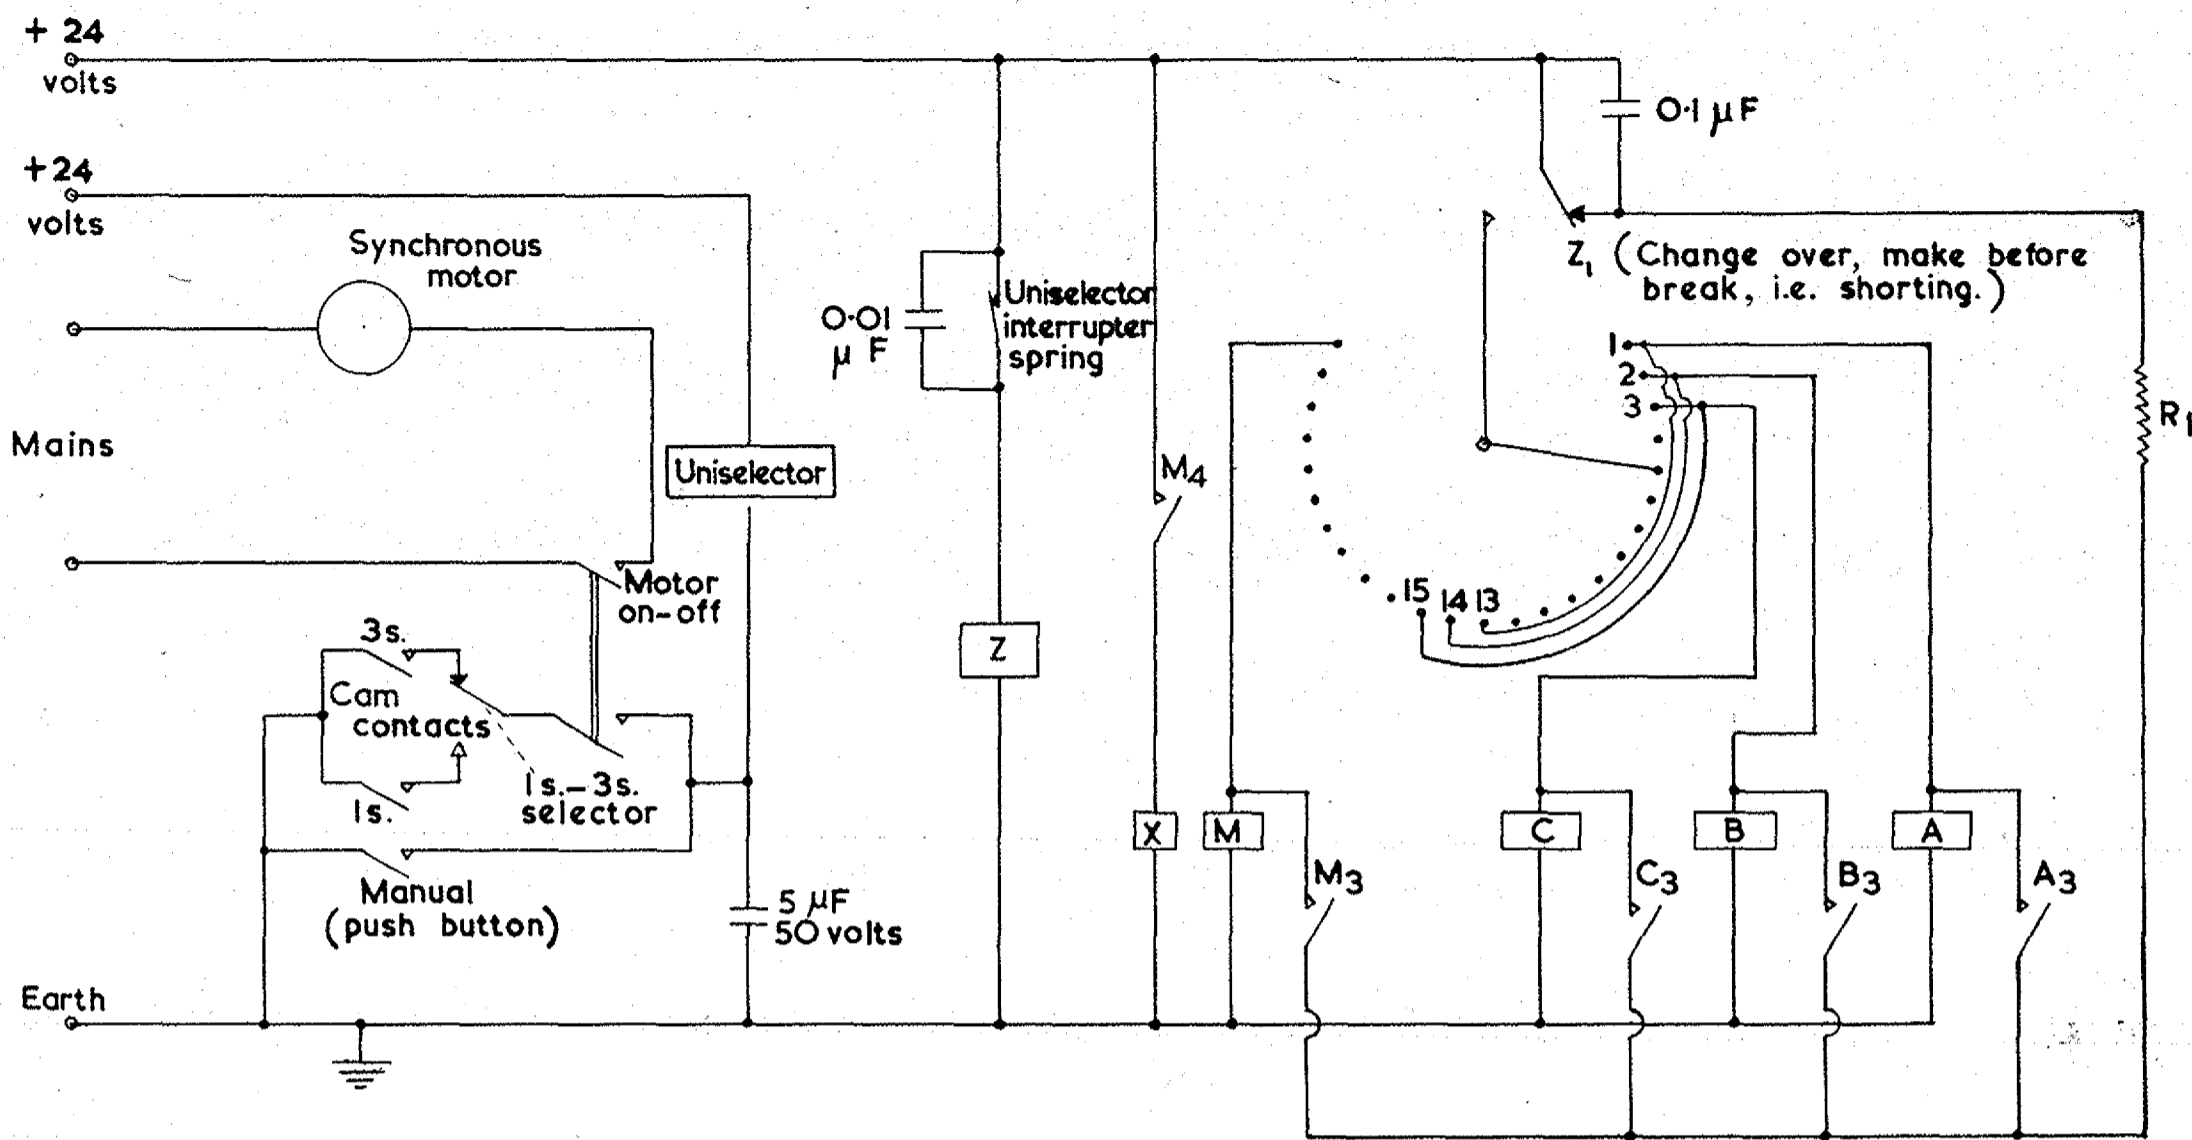 + 24
volts
0·1 μF
+24
volts
Synchronous
motor
Z₁ (Change over, make before
break, i.e. shorting.)
0·01
μ F
Uniselector
interrupter
spring
1
2
3
R₁
Mains
Uniselector
M₄
Motor
on-off
15 14 13
3s.
Z
Cam
contacts
1s.
1s.–3s.
selector
X
M
C
B
A
Manual
(push button)
5 μF
50 volts
M₃
C₃
B₃
A₃
Earth